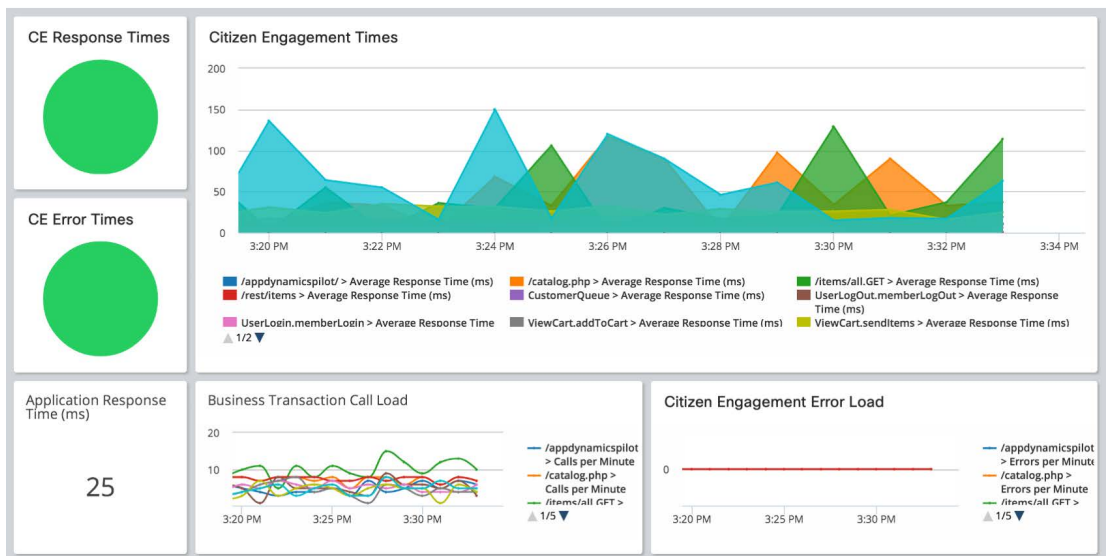 CE Response Times
Citizen Engagement Times
200
150
100
50
0
3:20 PM
3:22 PM
3:24 PM
3:26 PM
3:28 PM
3:30 PM
3:32 PM
3:34 PM
/appdynamicspilot/ > Average Response Time (ms)
/catalog.php > Average Response Time (ms)
/items/all.GET > Average Response Time (ms)
/rest/items > Average Response Time (ms)
CustomerQueue > Average Response Time (ms)
UserLogOut.memberLogOut > Average Response
Time (ms)
UserLogin.memberLogin > Average Response Time
ViewCart.addToCart > Average Response Time (ms)
ViewCart.sendItems > Average Response Time (ms)
1/2
CE Error Times
Application Response
Time (ms)
25
Business Transaction Call Load
20
10
3:20 PM
3:25 PM
3:30 PM
/appdynamicspilot
> Calls per Minute
/catalog.php >
Calls per Minute
/items/all.GET >
1/5
Citizen Engagement Error Load
0
3:20 PM
3:25 PM
3:30 PM
/appdynamicspilot
> Errors per Minute
/catalog.php >
Errors per Minute
/items/all.GET >
1/5